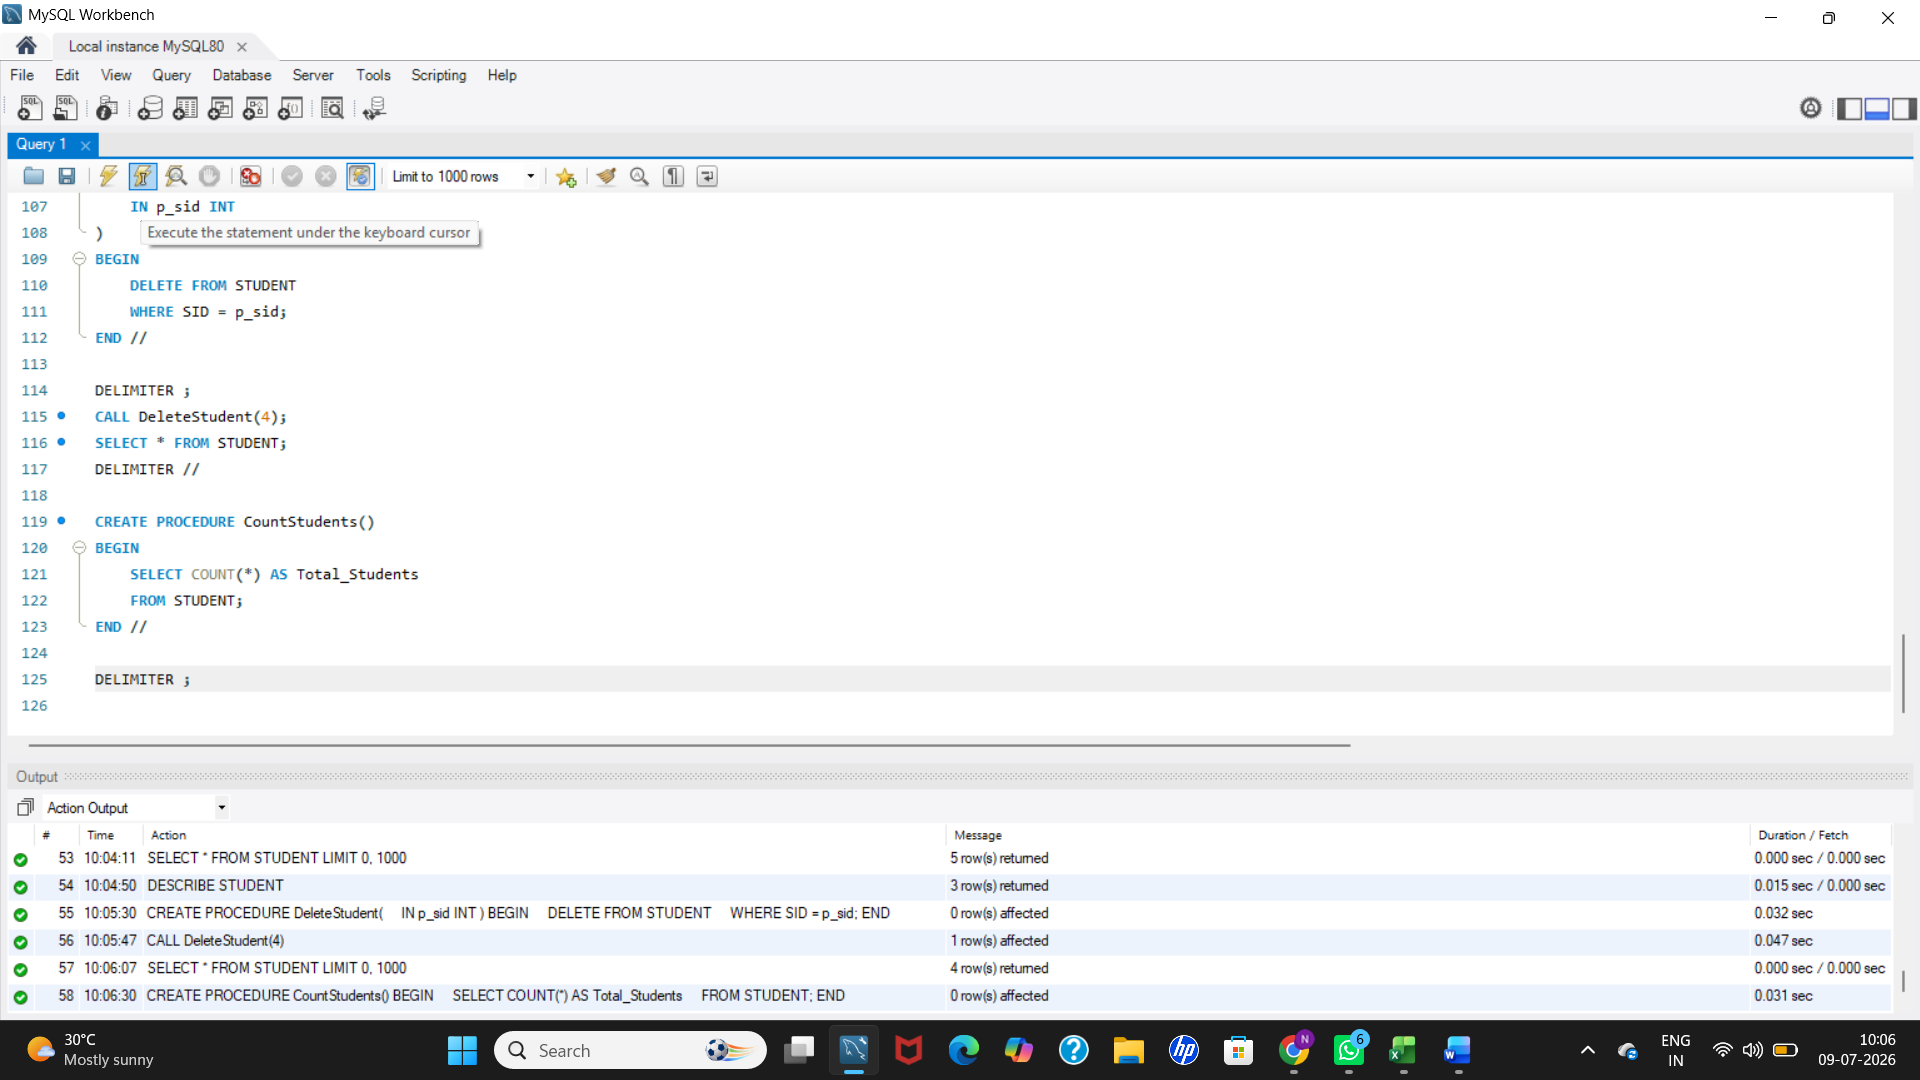 MySQL Workbench
Local instance MySQL80
File Edit View Query Database Server Tools Scripting Help
Query 1
Limit to 1000 rows
107 IN p_sid INT
108 )
Execute the statement under the keyboard cursor
109 BEGIN
110 DELETE FROM STUDENT
111 WHERE SID = p_sid;
112 END //
113
114 DELIMITER ;
115 CALL DeleteStudent(4);
116 SELECT * FROM STUDENT;
117 DELIMITER //
118
119 CREATE PROCEDURE CountStudents()
120 BEGIN
121 SELECT COUNT(*) AS Total_Students
122 FROM STUDENT;
123 END //
124
125 DELIMITER ;
126
Output
Action Output
# Time Action Message Duration / Fetch
53 10:04:11 SELECT * FROM STUDENT LIMIT 0, 1000 5 row(s) returned 0.000 sec / 0.000 sec
54 10:04:50 DESCRIBE STUDENT 3 row(s) returned 0.015 sec / 0.000 sec
55 10:05:30 CREATE PROCEDURE DeleteStudent( IN p_sid INT ) BEGIN DELETE FROM STUDENT WHERE SID = p_sid; END 0 row(s) affected 0.032 sec
56 10:05:47 CALL DeleteStudent(4) 1 row(s) affected 0.047 sec
57 10:06:07 SELECT * FROM STUDENT LIMIT 0, 1000 4 row(s) returned 0.000 sec / 0.000 sec
58 10:06:30 CREATE PROCEDURE CountStudents() BEGIN SELECT COUNT(*) AS Total_Students FROM STUDENT; END 0 row(s) affected 0.031 sec
30°C
Mostly sunny
Search
N
6
ENG
IN
10:06
09-07-2026